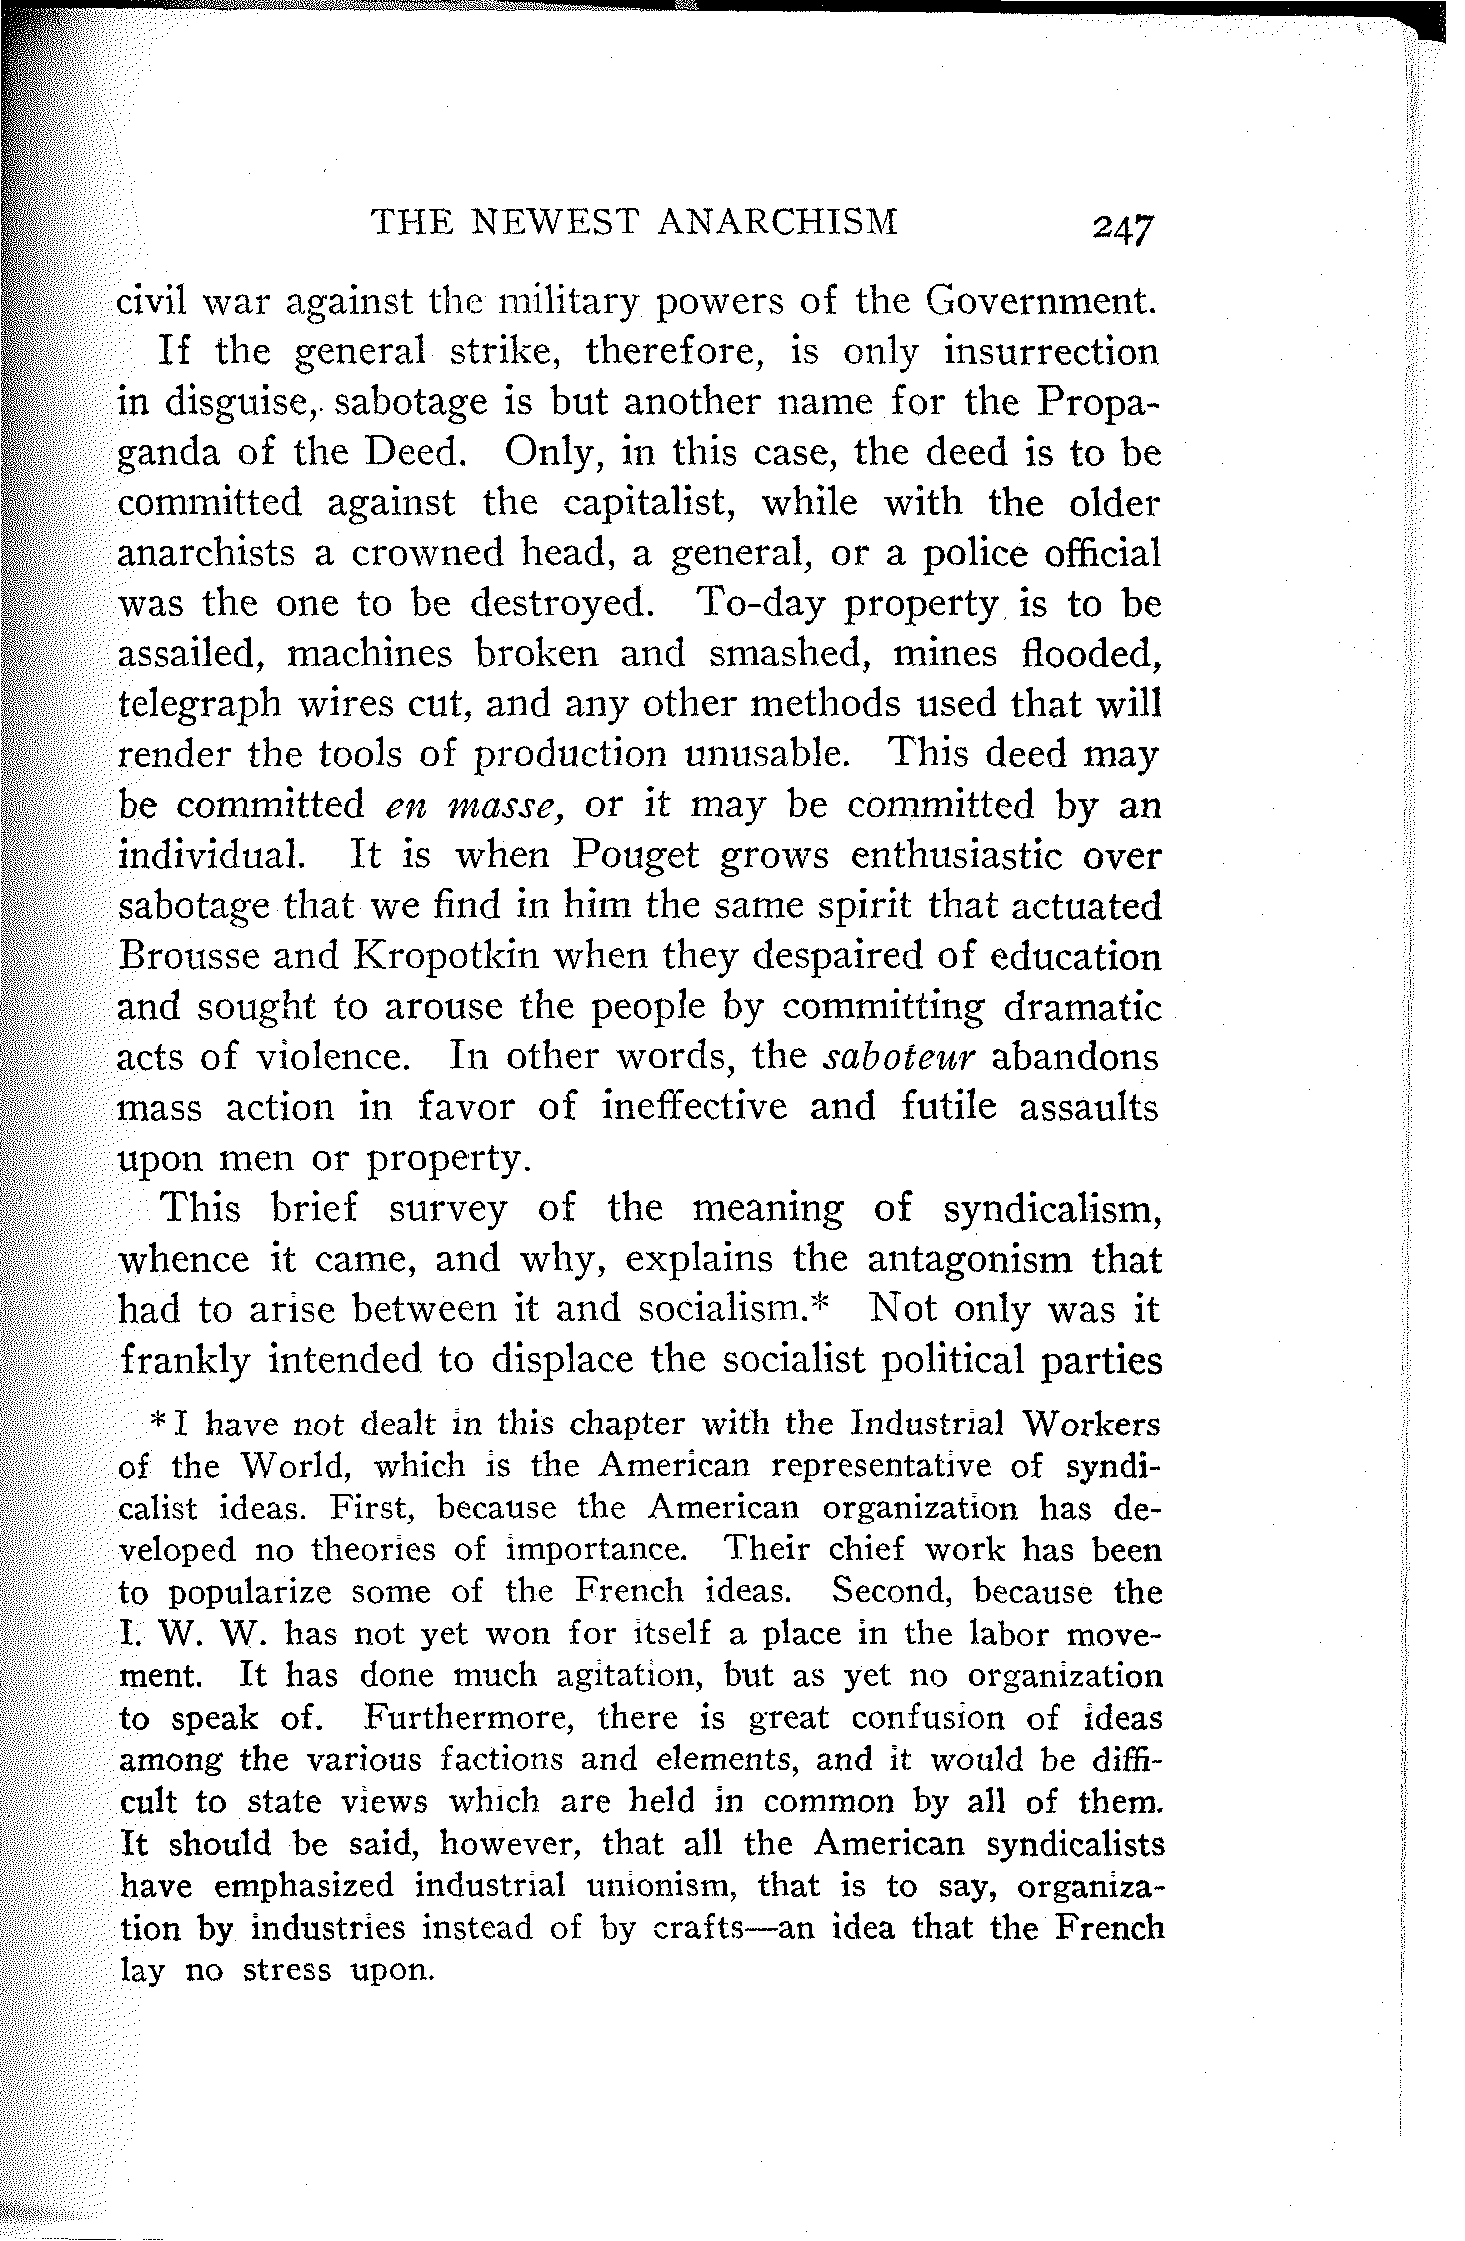 THE NEWEST ANARCHISM 247
civil war against the military powers of the Government.
If the general strike, therefore, is only insurrection
in disguise, sabotage is but another name for the Propa-
ganda of the Deed. Only, in this case, the deed is to be
committed against the capitalist, while with the older
anarchists a crowned head, a general, or a police official
was the one to be destroyed. To-day property is to be
assailed, machines broken and smashed, mines flooded,
telegraph wires cut, and any other methods used that will
render the tools of production unusable. This deed may
be committed en masse, or it may be committed by an
individual. It is when Pouget grows enthusiastic over
sabotage that we find in him the same spirit that actuated
Brousse and Kropotkin when they despaired of education
and sought to arouse the people by committing dramatic
acts of violence. In other words, the saboteur abandons
mass action in favor of ineffective and futile assaults
upon men or property.
This brief survey of the meaning of syndicalism,
whence it came, and why, explains the antagonism that
had to arise between it and socialism.* Not only was it
frankly intended to displace the socialist political parties
* I have not dealt in this chapter with the Industrial Workers
of the World, which is the American representative of syndi-
calist ideas. First, because the American organization has de-
veloped no theories of importance. Their chief work has been
to popularize some of the French ideas. Second, because the
I. W. W. has not yet won for itself a place in the labor move-
ment. It has done much agitation, but as yet no organization
to speak of. Furthermore, there is great confusion of ideas
among the various factions and elements, and it would be diffi-
cult to state views which are held in common by all of them.
It should be said, however, that all the American syndicalists
have emphasized industrial unionism, that is to say, organiza-
tion by industries instead of by crafts—an idea that the French
lay no stress upon.